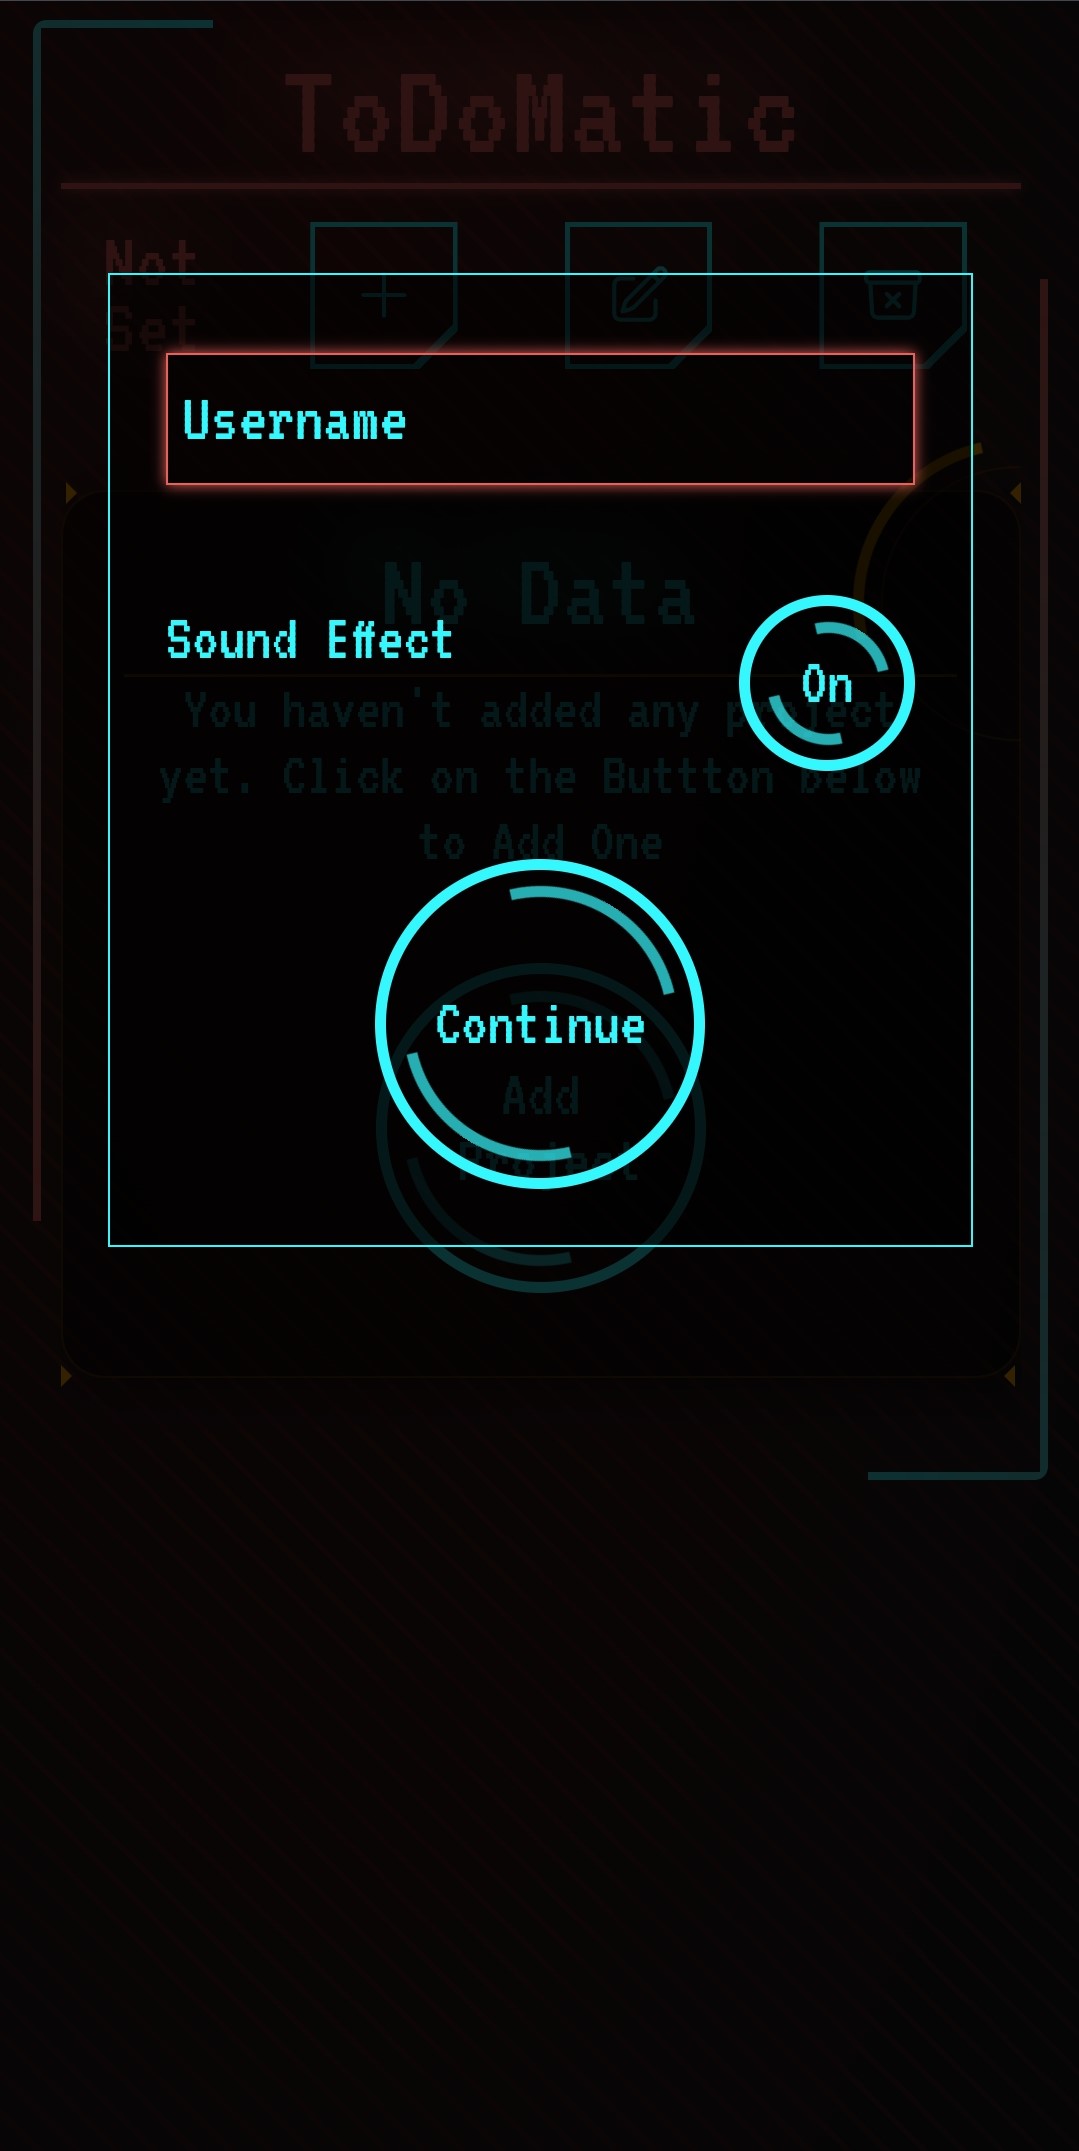 ToDoMatic
Not
Set
Username
No Data
Sound Effect
On
You haven't added any project
yet. Click on the Buttton below
to Add One
Continue
Add
Project